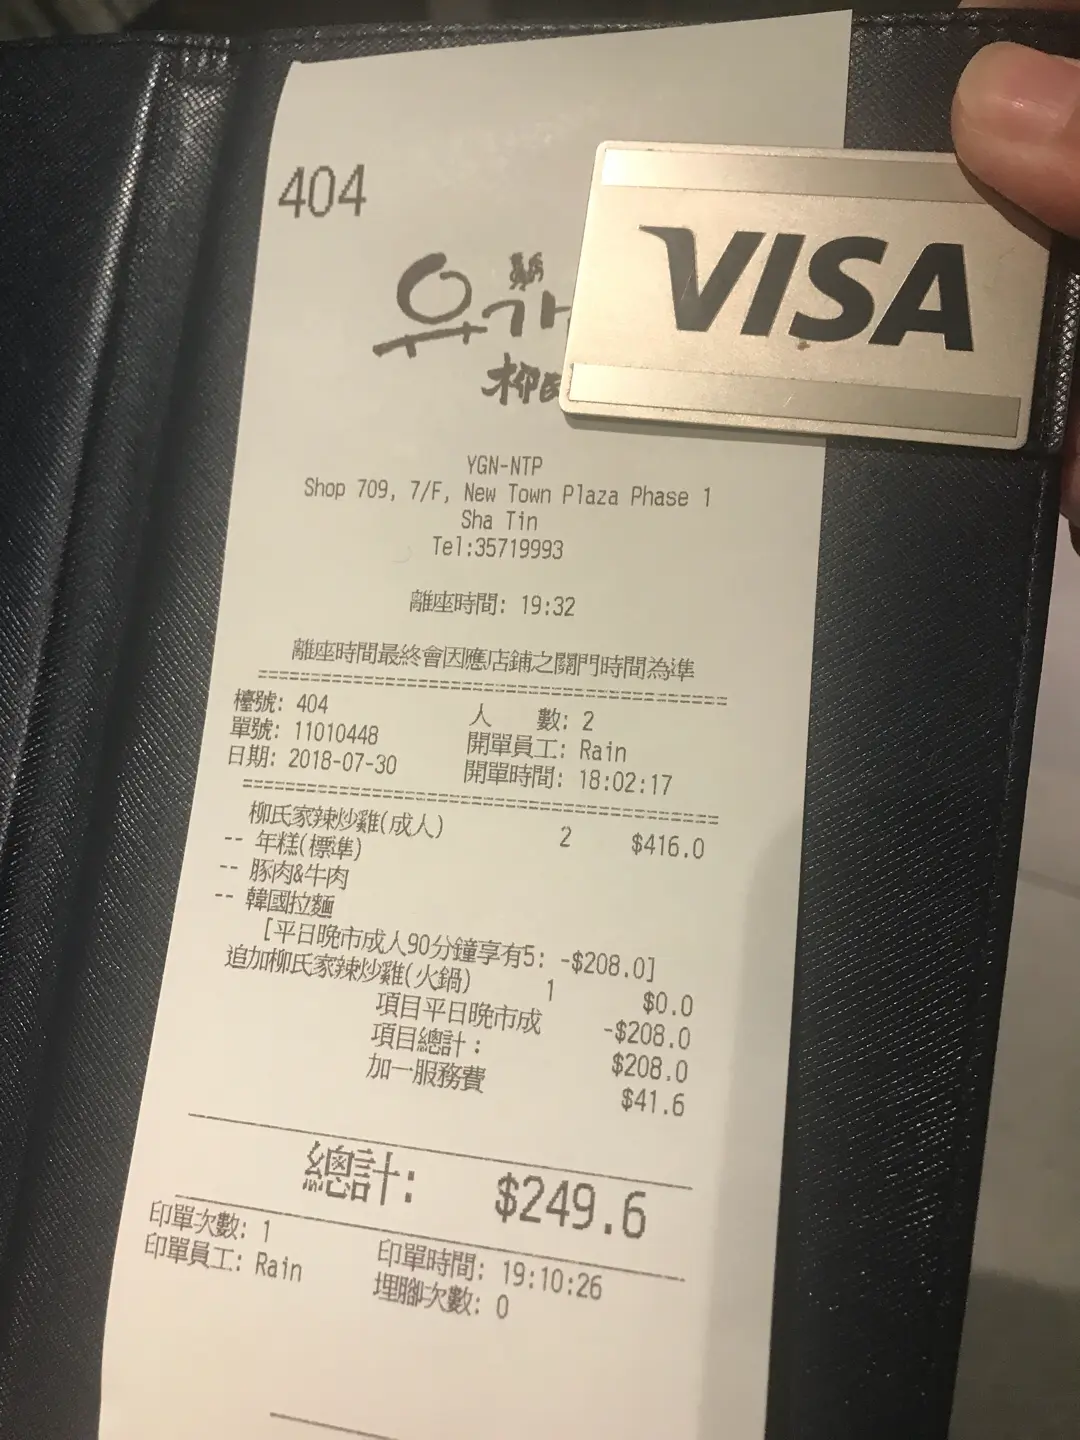 404
柳氏
YGN-NTP
Shop 709, 7/F, New Town Plaza Phase 1
Sha Tin
Tel:35719993
離座時間: 19:32
離座時間最終會因應店鋪之關門時間為準
檯號: 404 人 數: 2
單號: 11010448 開單員工: Rain
日期: 2018-07-30 開單時間: 18:02:17
柳氏家辣炒雞(成人) 2 $416.0
-- 年糕(標準)
-- 豚肉&牛肉
-- 韓國拉麵
[平日晚市成人90分鐘享有5: -$208.0]
追加柳氏家辣炒雞(火鍋) 1 $0.0
項目平日晚市成 -$208.0
項目總計: $208.0
加一服務費 $41.6
總計: $249.6
印單次數: 1 印單時間: 19:10:26
印單員工: Rain 埋腳次數: 0
VISA